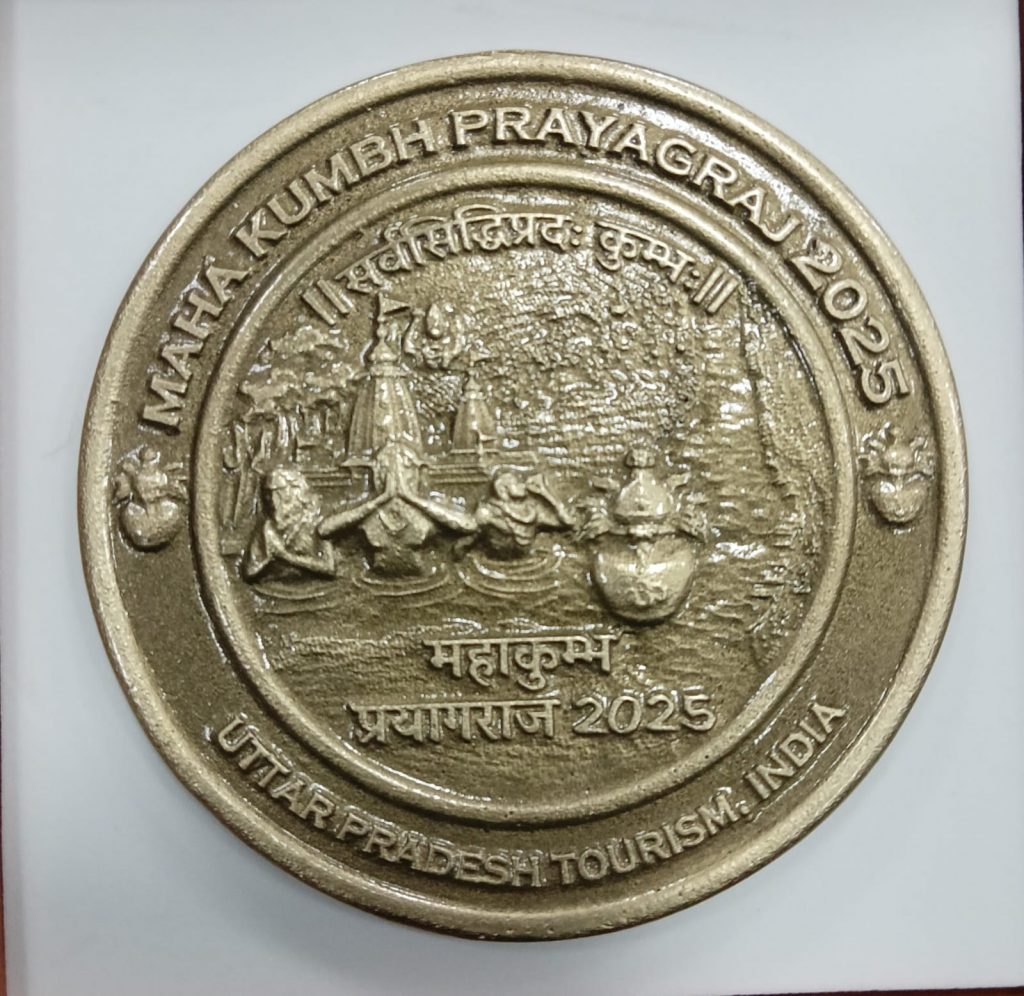 MAHA KUMBH PRAYAGRAJ 2025
॥ सर्वसिद्धिप्रदः कुम्भः ॥
महाकुम्भ
प्रयागराज 2025
UTTAR PRADESH TOURISM, INDIA